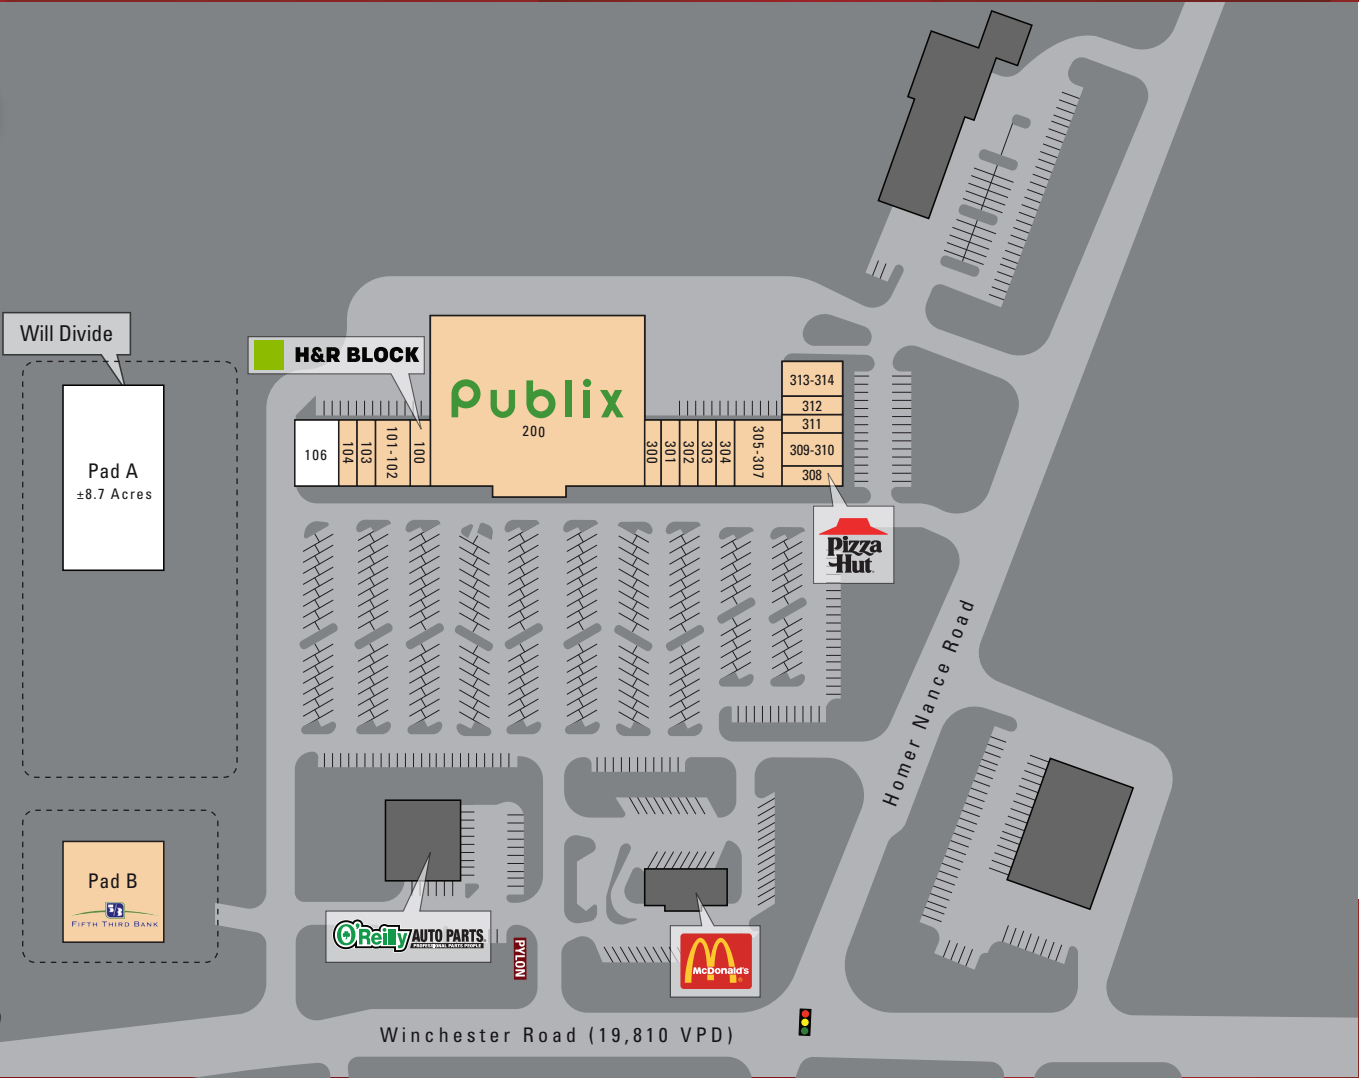 Will Divide
Pad A
±8.7 Acres
H&R BLOCK
Publix
200
106
104
103
101-102
100
300
301
302
303
304
305-307
313-314
312
311
309-310
308
Pizza
Hut
Homer Nance Road
Pad B
FIFTH THIRD BANK
O'Reilly AUTO PARTS
PROFESSIONAL PARTS PEOPLE
PYLON
McDonald's
Winchester Road (19,810 VPD)